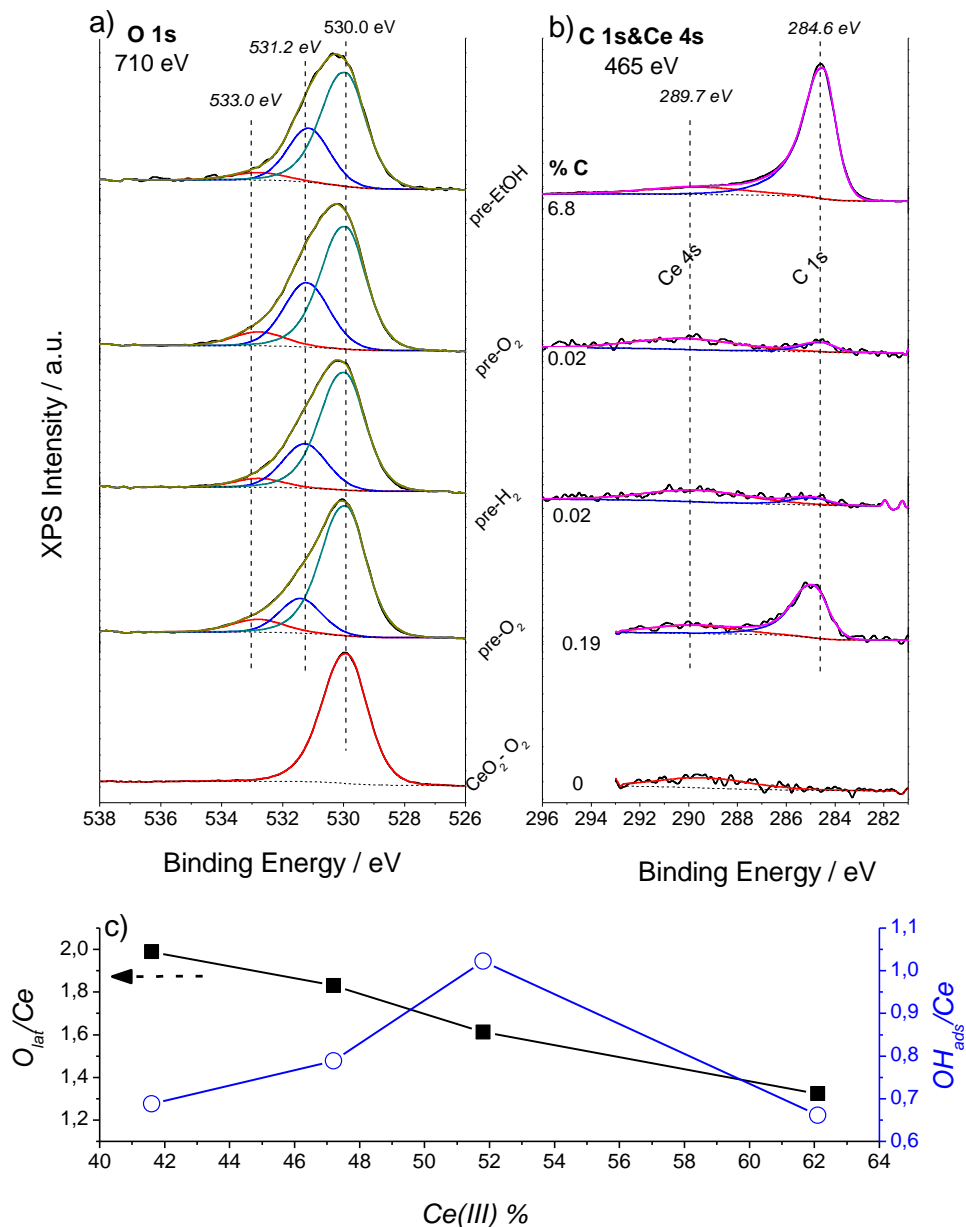 a)
O 1s
710 eV
533.0 eV
531.2 eV
530.0 eV
pre-EtOH
pre-O2
pre-H2
pre-O2
CeO2- O2
XPS Intensity / a.u.
538 536 534 532 530 528 526
Binding Energy / eV
b)
C 1s&Ce 4s
465 eV
284.6 eV
289.7 eV
% C
6.8
Ce 4s
C 1s
0.02
0.02
0.19
0
296 294 292 290 288 286 284 282
Binding Energy / eV
c)
2,0
1,8
1,6
1,4
1,2
Olat/Ce
1,1
1,0
0,9
0,8
0,7
0,6
OHads/Ce
40 42 44 46 48 50 52 54 56 58 60 62 64
Ce(III) %